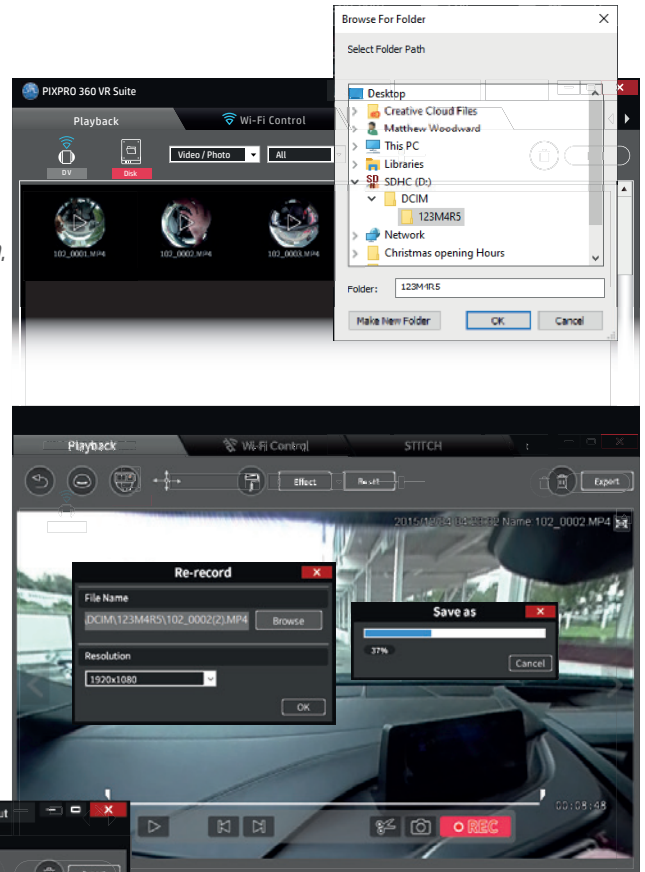 Browse For Folder
Select Folder Path
Desktop
Creative Cloud Files
Matthew Woodward
This PC
Libraries
SDHC (D:)
DCIM
123M4R5
Network
Christmas opening Hours
Folder: 123M4R5
Make New Folder OK Cancel
PIXPRO 360 VR Suite
Playback Wi-Fi Control
DV Disk Video / Photo All
102_0001.MP4 102_0002.MP4 102_0003.MP4
Playback Wi-Fi Control STITCH
Effect Reset Export
Name: 102_0002.MP4
Re-record
File Name
.DCIM\123M4R5\102_0002(2).MP4 Browse
Resolution
1920x1080
OK
Save as
37%
Cancel
00:08:48
REC